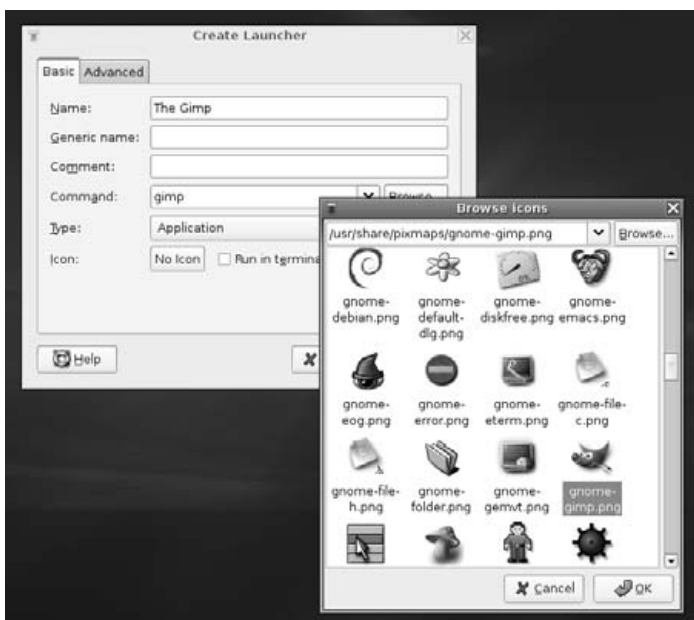 Create Launcher
Basic Advanced
Name: The Gimp
Generic name:
Comment:
Command: gimp Browse...
Type: Application
Icon: No Icon Run in termina
Help
Browse icons
/usr/share/pixmaps/gnome-gimp.png Browse...
gnome-debian.png
gnome-default-dlg.png
gnome-diskfree.png
gnome-emacs.png
gnome-eog.png
gnome-error.png
gnome-eterm.png
gnome-file-c.png
gnome-file-h.png
gnome-folder.png
gnome-gemvt.png
gnome-gimp.png
Cancel OK